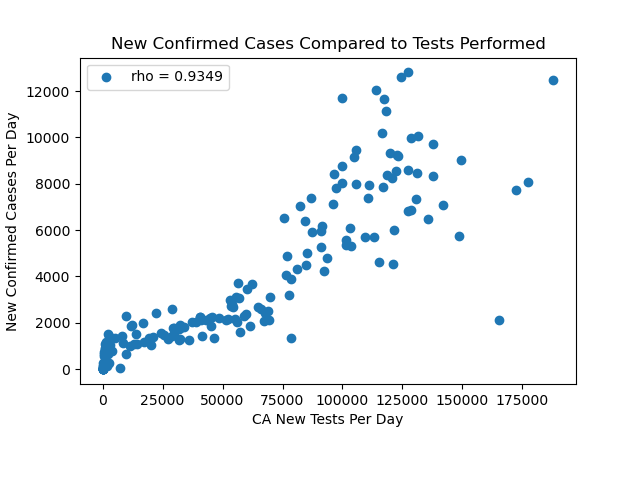 New Confirmed Cases Compared to Tests Performed
rho = 0.9349
New Confirmed Caeses Per Day
12000
10000
8000
6000
4000
2000
0
0 25000 50000 75000 100000 125000 150000 175000
CA New Tests Per Day